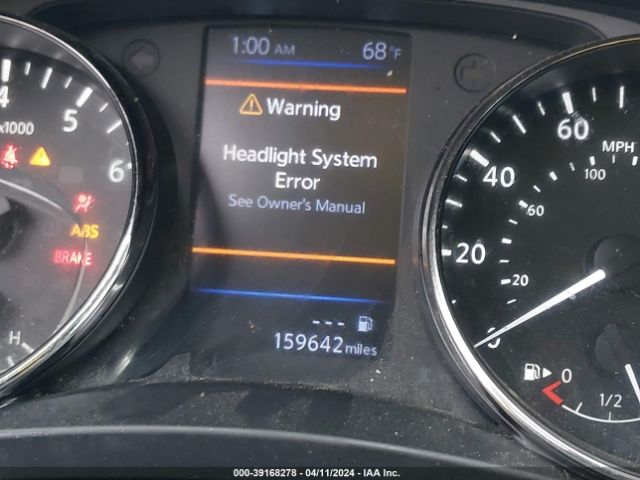 1:00 AM 68°F
Warning
Headlight System
Error
See Owner's Manual
--- 
159642 miles
4
5
6
x1000
ABS
BRAKE
H
60
MPH
100
40
60
20
20
0
0
1/2
000-39168278 - 04/11/2024 - IAA Inc.